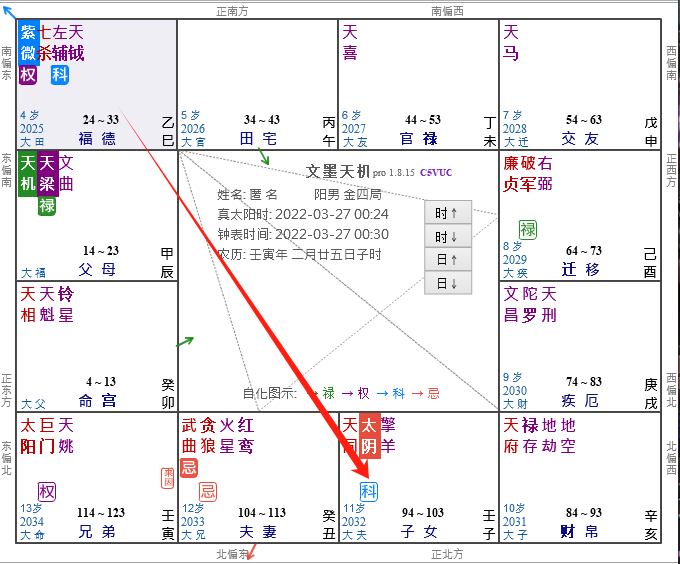 正南方
南偏西
紫 七 左 天
微 杀 辅 钺
权 科
4 岁
2025
大 田
24 ~ 33
福 德
乙
巳
5 岁
2026
大 官
34 ~ 43
田 宅
丙
午
天
喜
6 岁
2027
大 友
44 ~ 53
官 禄
丁
未
天
马
7 岁
2028
大 迁
54 ~ 63
交 友
戊
申
南偏东
西偏南
东偏南
正西方
天 天 文
机 梁 曲
禄
大 福
14 ~ 23
父 母
甲
辰
文墨天机 pro 1.8.15 C5VUC
姓名: 匿 名 阳男 金四局
真太阳时: 2022-03-27 00:24
钟表时间: 2022-03-27 00:30
农历: 壬寅年 二月廿五日子时
时↑
时↓
日↑
日↓
廉 破 右
贞 军 弼
禄
8 岁
2029
大 疾
64 ~ 73
迁 移
己
酉
天 天 铃
相 魁 星
大 父
4 ~ 13
命 宫
癸
卯
自化图示: →禄 →权 →科 →忌
文 陀 天
昌 罗 刑
9 岁
2030
大 财
74 ~ 83
疾 厄
庚
戌
正东方
西偏北
东偏北
北偏西
太 巨 天
阳 门 姚
权
来因
13岁
2034
大 命
114 ~ 123
兄 弟
壬
寅
武 贪 火 红
曲 狼 星 鸾
忌
忌
12岁
2033
大 兄
104 ~ 113
夫 妻
癸
丑
天 太 擎
同 阴 羊
科
11岁
2032
大 夫
94 ~ 103
子 女
壬
子
天 禄 地 地
府 存 劫 空
10岁
2031
大 子
84 ~ 93
财 帛
辛
亥
北偏东
正北方